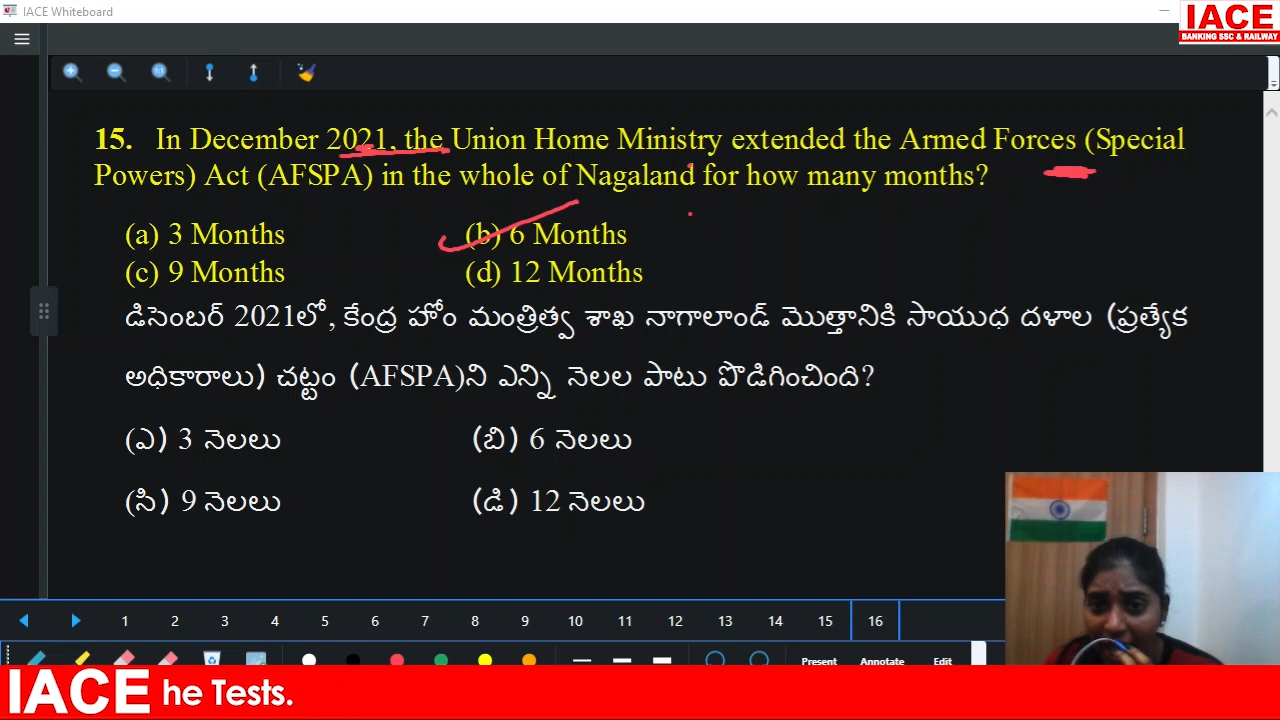 IACE Whiteboard
IACE
BANKING SSC & RAILWAY
15. In December 2021, the Union Home Ministry extended the Armed Forces (Special
Powers) Act (AFSPA) in the whole of Nagaland for how many months?
(a) 3 Months (b) 6 Months
(c) 9 Months (d) 12 Months
డిసెంబర్ 2021లో, కేంద్ర హోం మంత్రిత్వ శాఖ నాగాలాండ్ మొత్తానికి సాయుధ దళాల (ప్రత్యేక
అధికారాలు) చట్టం (AFSPA)ని ఎన్ని నెలల పాటు పొడిగించింది?
(ఎ) 3 నెలలు (బి) 6 నెలలు
(సి) 9 నెలలు (డి) 12 నెలలు
1 2 3 4 5 6 7 8 9 10 11 12 13 14 15 16
Present Annotate Edit
IACE he Tests.